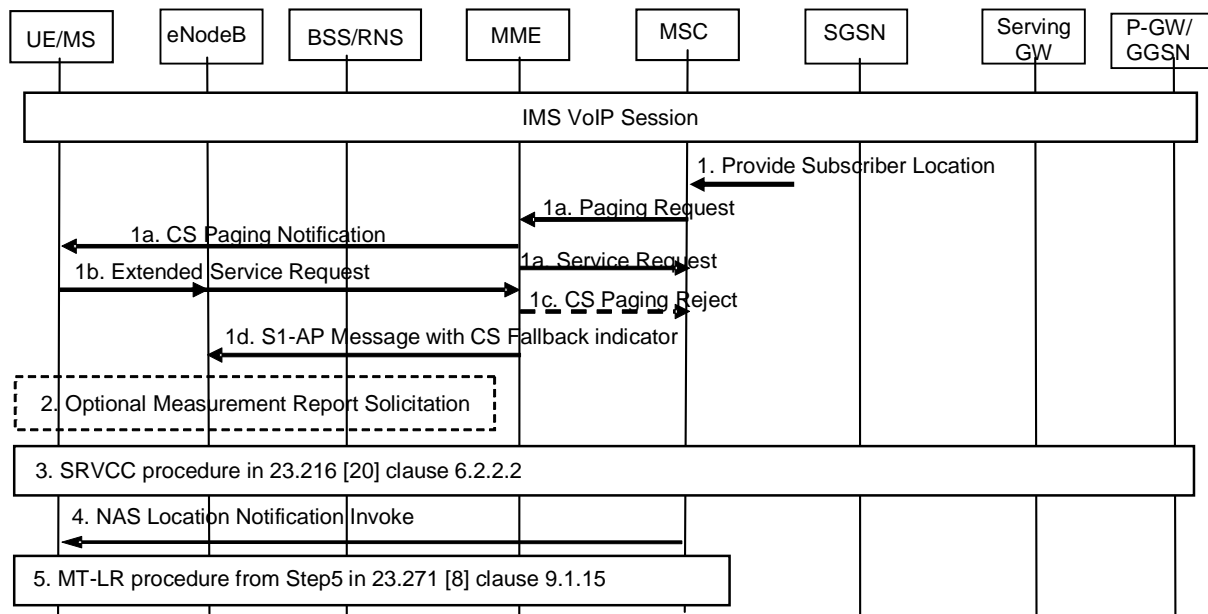 UE/MS
eNodeB
BSS/RNS
MME
MSC
SGSN
Serving
GW
P-GW/
GGSN
IMS VoIP Session
1. Provide Subscriber Location
1a. Paging Request
1a. CS Paging Notification
1a. Service Request
1b. Extended Service Request
1c. CS Paging Reject
1d. S1-AP Message with CS Fallback indicator
2. Optional Measurement Report Solicitation
3. SRVCC procedure in 23.216 [20] clause 6.2.2.2
4. NAS Location Notification Invoke
5. MT-LR procedure from Step5 in 23.271 [8] clause 9.1.15